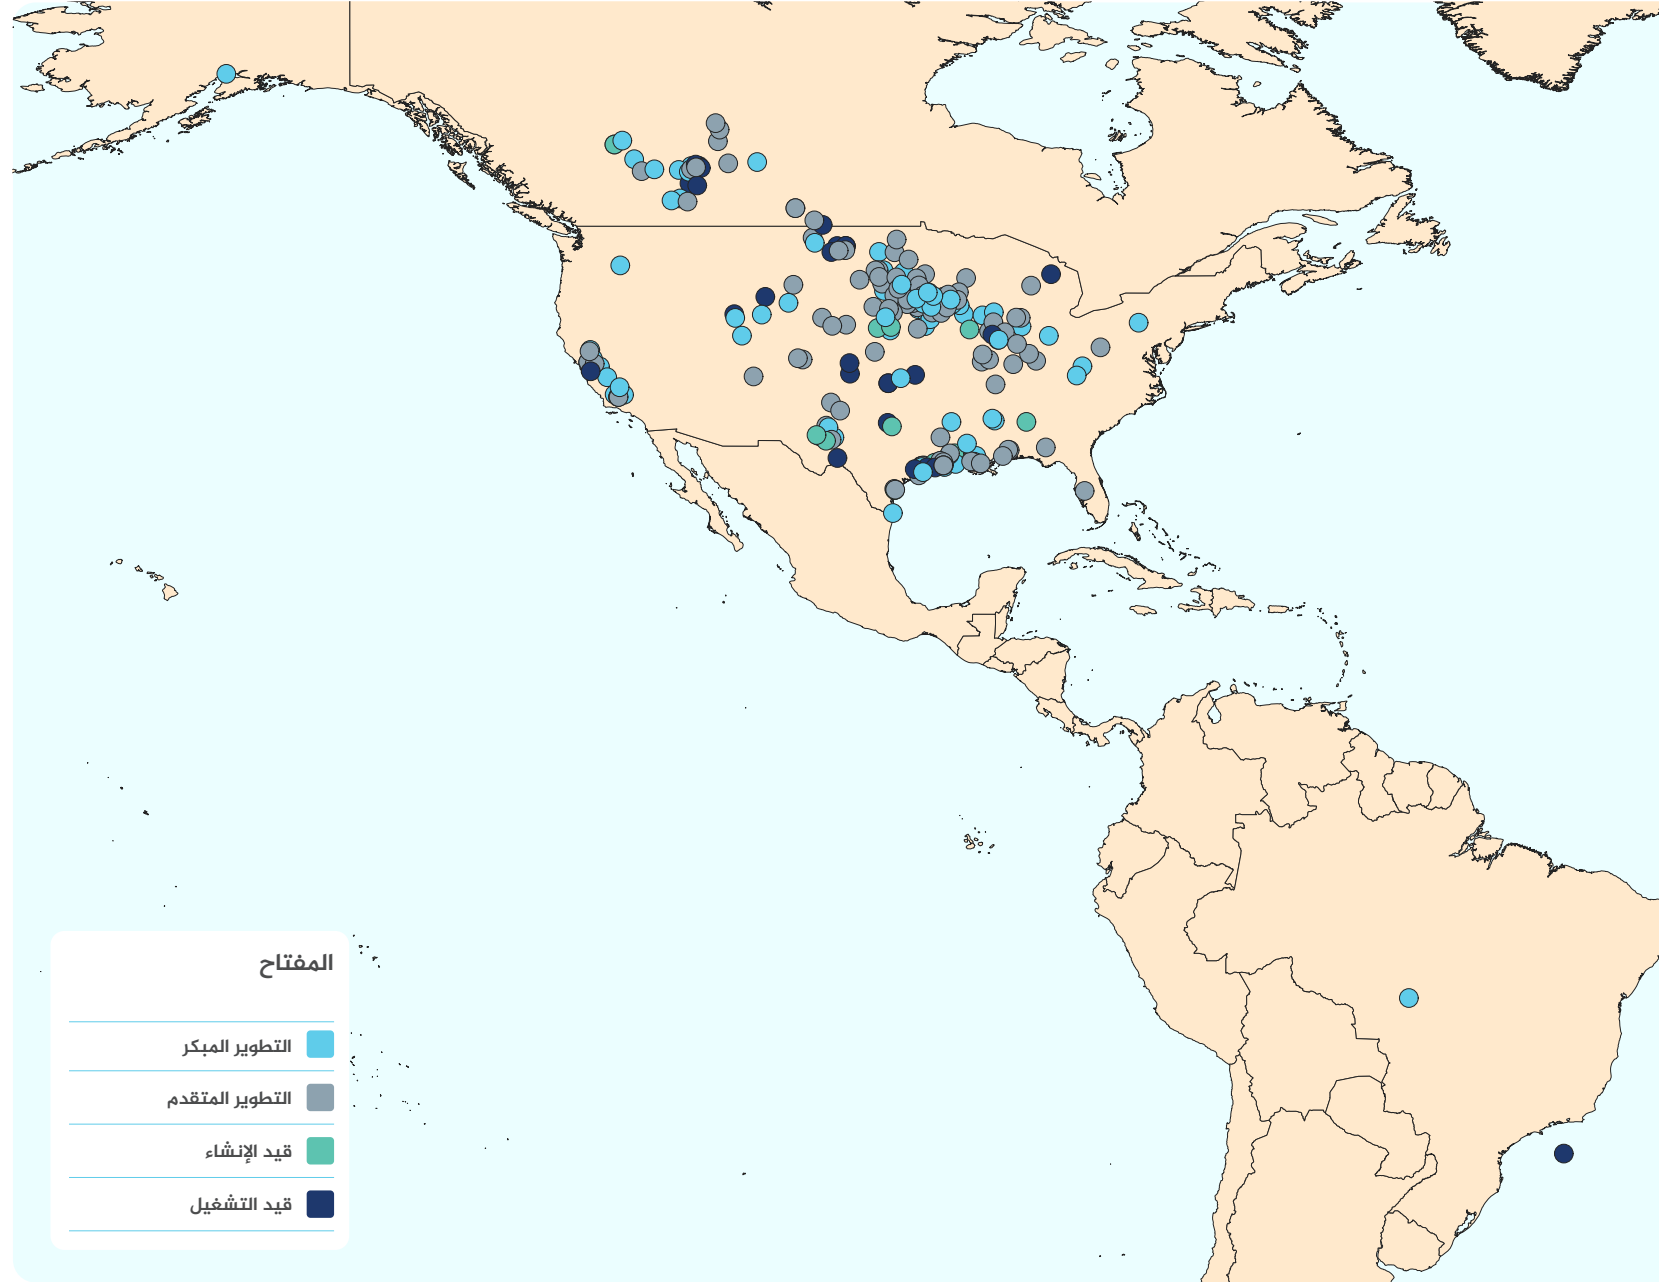 المفتاح
التطوير المبكر
التطوير المتقدم
قيد الإنشاء
قيد التشغيل